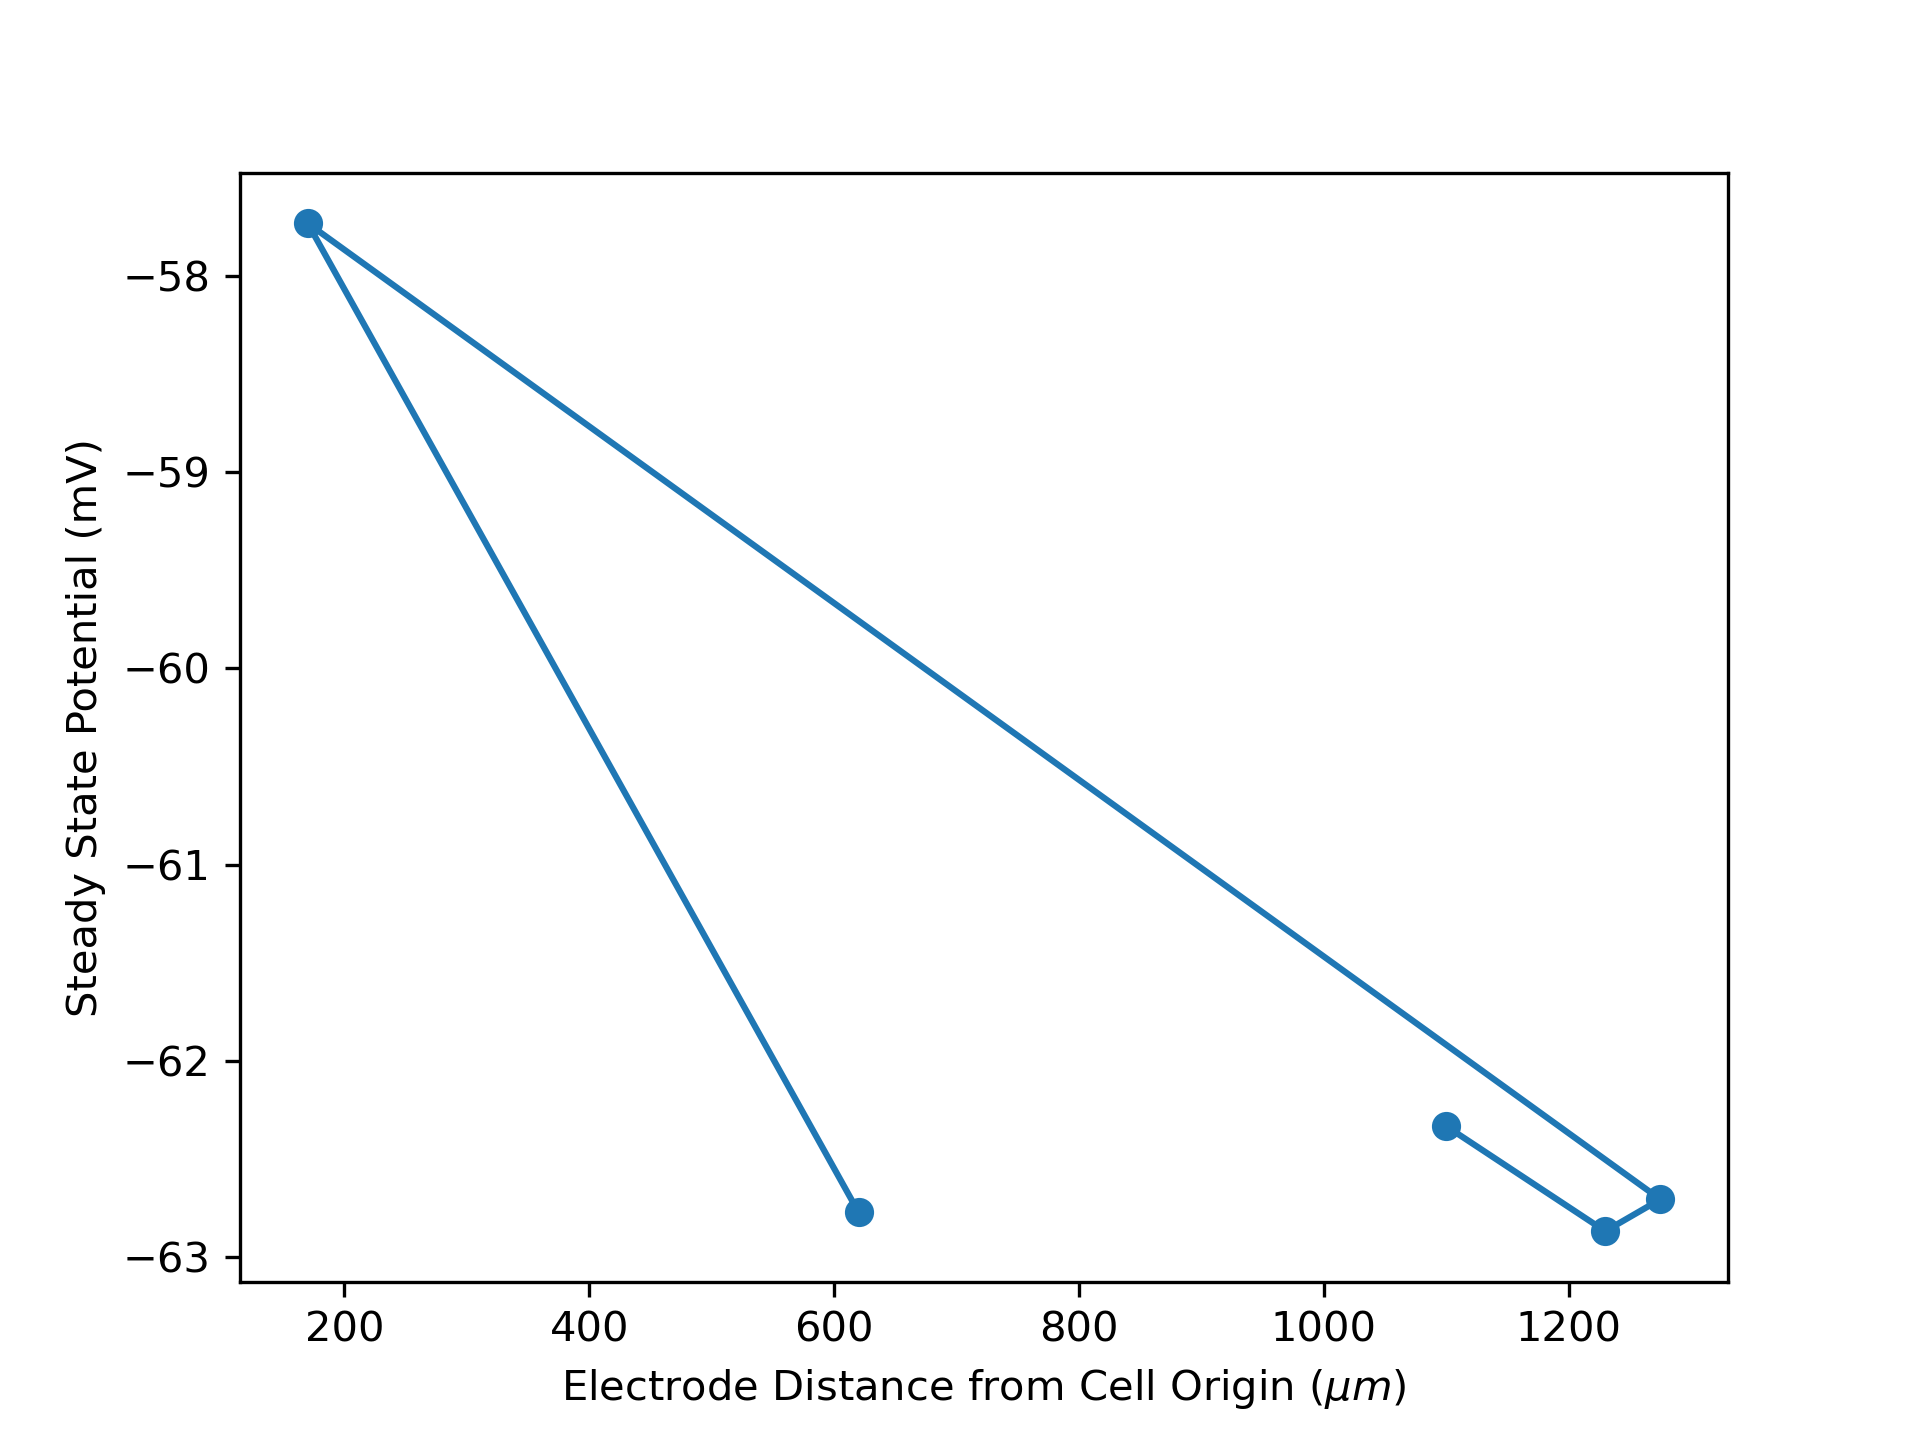 −58
−59
−60
−61
−62
−63
Steady State Potential (mV)
200 400 600 800 1000 1200
Electrode Distance from Cell Origin (μm)